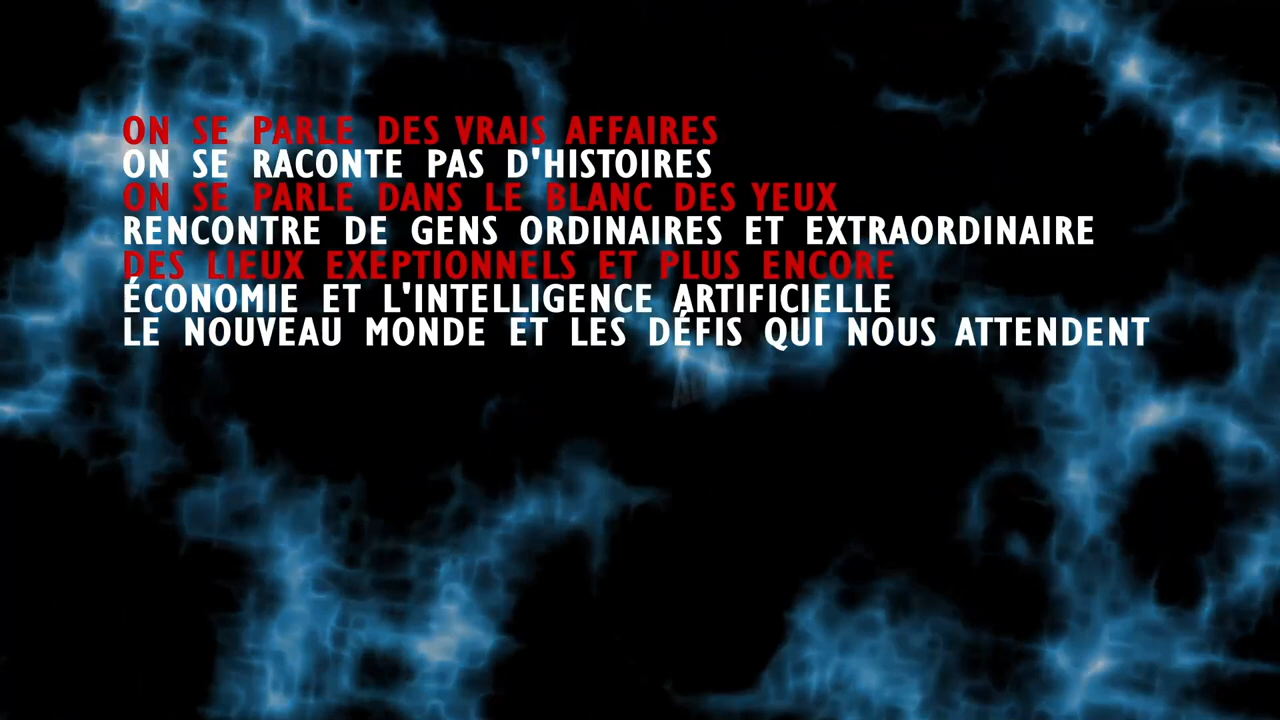 ON SE PARLE DES VRAIS AFFAIRES
ON SE RACONTE PAS D'HISTOIRES
ON SE PARLE DANS LE BLANC DES YEUX
RENCONTRE DE GENS ORDINAIRES ET EXTRAORDINAIRE
DES LIEUX EXEPTIONNELS ET PLUS ENCORE
ÉCONOMIE ET L'INTELLIGENCE ARTIFICIELLE
LE NOUVEAU MONDE ET LES DÉFIS QUI NOUS ATTENDENT